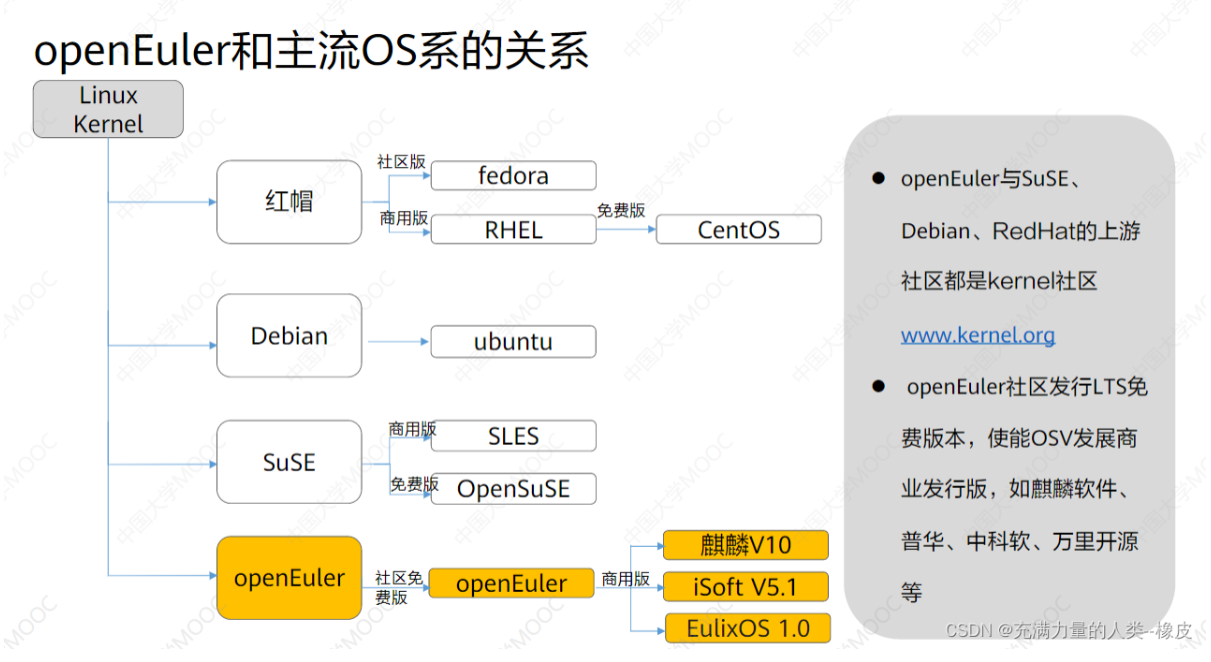 openEuler和主流OS系的关系
Linux
Kernel
红帽
社区版
fedora
商用版
RHEL
免费版
CentOS
Debian
ubuntu
SuSE
商用版
SLES
免费版
OpenSuSE
openEuler
社区免
费版
openEuler
商用版
麒麟V10
iSoft V5.1
EulixOS 1.0
● openEuler与SuSE、
Debian、RedHat的上游
社区都是kernel社区
www.kernel.org
● openEuler社区发行LTS免
费版本，使能OSV发展商
业发行版，如麒麟软件、
普华、中科软、万里开源
等
中国大学MOOC
CSDN @充满力量的人类--橡皮